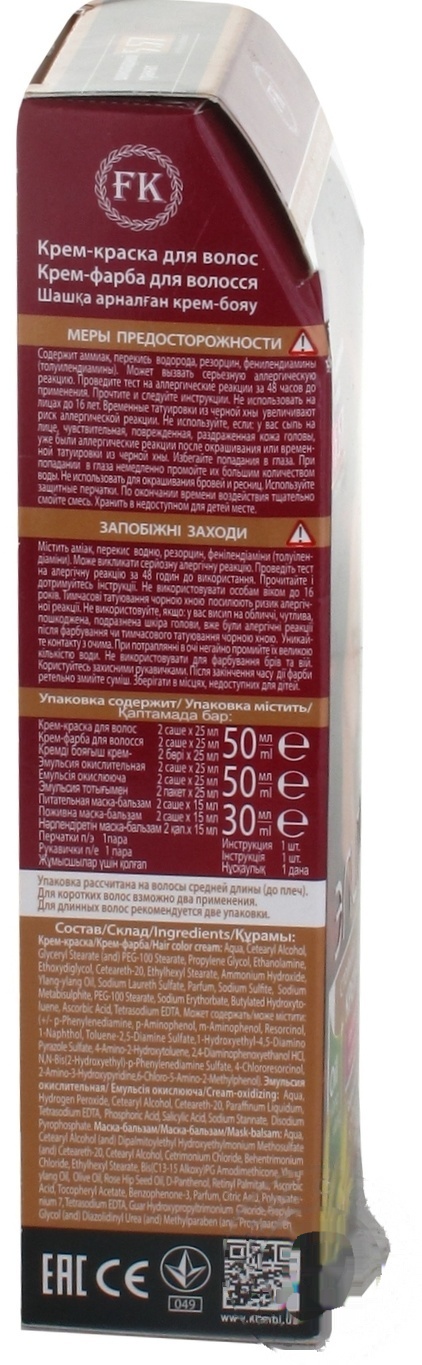 FK
Крем-краска для волос
Крем-фарба для волосся
Шашқа арналған крем-бояу
МЕРЫ ПРЕДОСТОРОЖНОСТИ
Содержит аммиак, перекись водорода, резорцин, фенилендиамины
(толуилендиамины). Может вызвать серьезную аллергическую
реакцию. Проведите тест на аллергические реакции за 48 часов до
применения. Прочтите и следуйте инструкции. Не использовать на
лицах до 16 лет. Временные татуировки из черной хны увеличивают
риск аллергической реакции. Не используйте, если: у вас сыпь на
лице, чувствительная, поврежденная, раздраженная кожа головы,
уже были аллергические реакции после окрашивания или времен-
ной татуировки из черной хны. Избегайте попадания в глаза. При
попадании в глаза немедленно промойте их большим количеством
воды. Не использовать для окрашивания бровей и ресниц. Используйте
защитные перчатки. По окончании времени воздействия тщательно
смойте смесь. Хранить в недоступном для детей месте.
ЗАПОБІЖНІ ЗАХОДИ
Містить аміак, перекис водню, резорцин, фенілендіаміни (толуілен-
діаміни). Може викликати серйозну алергічну реакцію. Проведіть тест
на алергічну реакцію за 48 годин до використання. Прочитайте і
дотримуйтесь інструкції. Не використовувати особам віком до 16
років. Тимчасові татуювання чорною хною посилюють ризик алергіч-
ної реакції. Не використовуйте, якщо: у вас висип на обличчі, чутлива,
пошкоджена, подразнена шкіра голови, вже були алергічні реакції
після фарбування чи тимчасового татуювання чорною хною. Уникай-
те контакту з очима. При потраплянні в очі негайно промийте їх великою
кількістю води. Не використовувати для фарбування брів та вій.
Користуйтесь захисними рукавичками. Після закінчення часу дії фарби
ретельно змийте суміш. Зберігати в місцях, недоступних для дітей.
Упаковка содержит/ Упаковка містить/
Қаптамада бар:
Крем-краска для волос 2 саше х 25 мл
Крем-фарба для волосся 2 саше х 25 мл
Кремді бояғыш крем- 2 бери х 25 мл
50 мл ml ℮
Эмульсия окислительная 2 саше х 25 мл
Емульсія окислююча 2 саше х 25 мл
Эмульсия тотығымен 2 пакет х 25 мл
50 мл ml ℮
Питательная маска-бальзам 2 саше х 15 мл
Поживна маска-бальзам 2 саше х 15 мл
Нәрлендіретін маска-бальзам 2 қап.х 15 мл
30 мл ml ℮
Перчатки п/э 1пара
Рукавички п/е 1 пара
Жұмысшылар үшін қолғап
Инструкция 1 шт.
Інструкція 1 шт.
Нұсқаулық 1 дана
Упаковка рассчитана на волосы средней длины (до плеч).
Для коротких волос возможно два применения.
Для длинных волос рекомендуется две упаковки.
Состав/Склад/Ingredients/Құрамы:
Крем-краска/Крем-фарба/Hair color cream: Aqua, Cetearyl Alcohol,
Glyceryl Stearate (and) PEG-100 Stearate, Propylene Glycol, Ethanolamine,
Ethoxydiglycol, Ceteareth-20, Ethylhexyl Stearate, Ammonium Hydroxide,
Ylang-ylang Oil, Sodium Laureth Sulfate, Parfum, Sodium Sulfite, Sodium
Metabisulphite, PEG-100 Stearate, Sodium Erythorbate, Butylated Hydroxyto-
luene, Ascorbic Acid, Tetrasodium EDTA. Может содержать/може містити:
(+/- p-Phenylenediamine, p-Aminophenol, m-Aminophenol, Resorcinol,
1-Naphthol, Toluene-2,5-Diamine Sulfate,1-Hydroxyethyl-4,5-Diamino
Pyrazole Sulfate, 4-Amino-2-Hydroxytoluene, 2,4-Diaminophenoxyethanol HCl,
N,N-Bis(2-Hydroxyethyl)-p-Phenylenediamine Sulfate, 4-Chlororesorcinol,
2-Amino-3-Hydroxypyridine,6-Chloro-5-Amino-2-Methylphenol). Эмульсия
окислительная/ Емульсія окислююча/Cream-oxidizing: Aqua,
Hydrogen Peroxide, Cetearyl Alcohol, Ceteareth-20, Paraffinum Liquidum,
Tetrasodium EDTA, Phosphoric Acid, Salicylic Acid, Sodium Stannate, Disodium
Pyrophosphate. Маска-бальзам/Маска-бальзам/Mask-balsam: Aqua,
Cetearyl Alcohol (and) Dipalmitoylethyl Hydroxyethylmonium Methosulfate
(and) Ceteareth-20, Cetearyl Alcohol, Cetrimonium Chloride, Behentrimonium
Chloride, Ethylhexyl Stearate, Bis(C13-15 Alkoxy)PG Amodimethicone,
ylang Oil, Olive Oil, Rose Hip Seed Oil, D-Panthenol, Retinyl Palmitate, Ascorbic
Acid, Tocopheryl Acetate, Benzophenone-3, Parfum, Citric Acid,
nium 7, Tetrasodium EDTA, Guar Hydroxypropyltrimonium Chloride, Propylene
Glycol (and) Diazolidinyl Urea (and) Methylparaben (and)
EAC CE
049